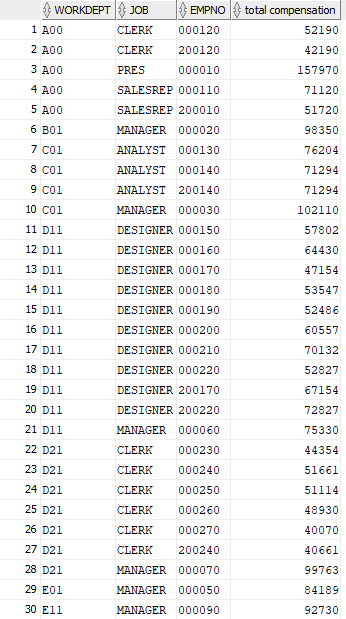 WORKDEPT JOB EMPNO total compensation
1 A00 CLERK 000120 52190
2 A00 CLERK 200120 42190
3 A00 PRES 000010 157970
4 A00 SALESREP 000110 71120
5 A00 SALESREP 200010 51720
6 B01 MANAGER 000020 98350
7 C01 ANALYST 000130 76204
8 C01 ANALYST 000140 71294
9 C01 ANALYST 200140 71294
10 C01 MANAGER 000030 102110
11 D11 DESIGNER 000150 57802
12 D11 DESIGNER 000160 64430
13 D11 DESIGNER 000170 47154
14 D11 DESIGNER 000180 53547
15 D11 DESIGNER 000190 52486
16 D11 DESIGNER 000200 60557
17 D11 DESIGNER 000210 70132
18 D11 DESIGNER 000220 52827
19 D11 DESIGNER 200170 67154
20 D11 DESIGNER 200220 72827
21 D11 MANAGER 000060 75330
22 D21 CLERK 000230 44354
23 D21 CLERK 000240 51661
24 D21 CLERK 000250 51114
25 D21 CLERK 000260 48930
26 D21 CLERK 000270 40070
27 D21 CLERK 200240 40661
28 D21 MANAGER 000070 99763
29 E01 MANAGER 000050 84189
30 E11 MANAGER 000090 92730